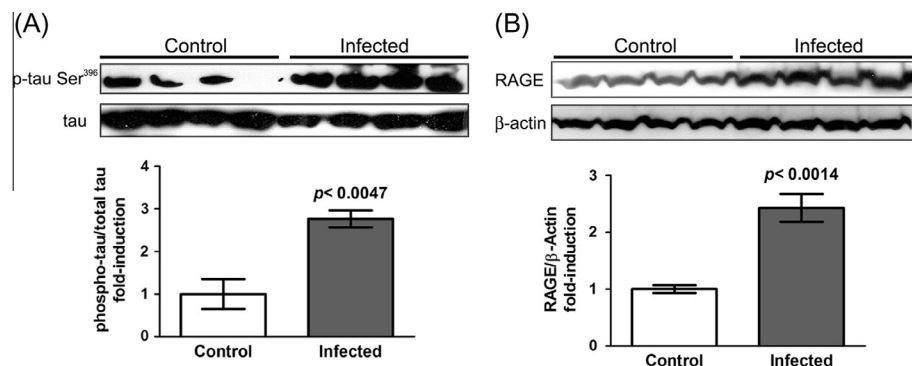 (A)
Control Infected
p-tau Ser396
tau
4
3
2
1
0
phospho-tau/total tau
fold-induction
p< 0.0047
Control Infected
(B)
Control Infected
RAGE
β-actin
3
2
1
0
RAGE/β-Actin
fold-induction
p< 0.0014
Control Infected